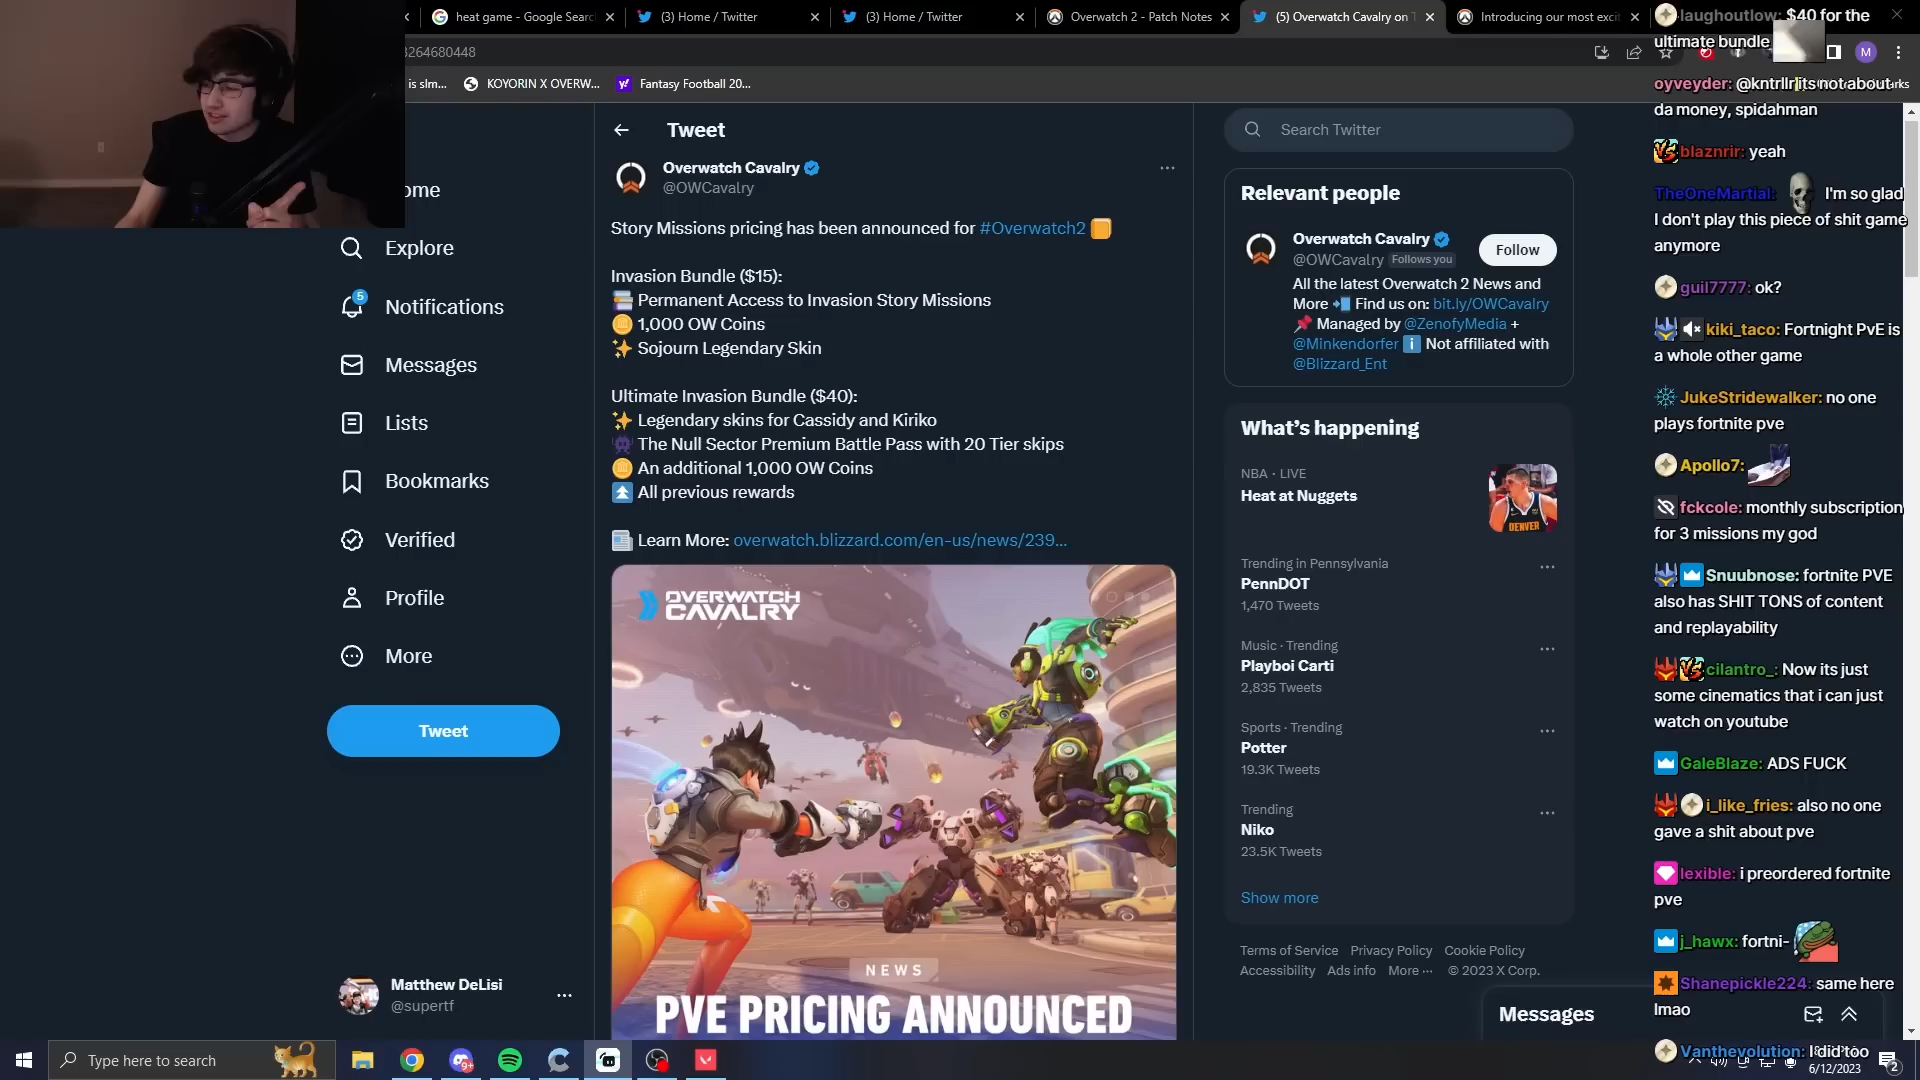 heat game - Google Searc
(3) Home / Twitter
(3) Home / Twitter
Overwatch 2 - Patch Notes
(5) Overwatch Cavalry on T
Introducing our most excit
3264680448
M
is slm...
KOYORIN X OVERW...
Fantasy Football 20...
ome
Explore
5
Notifications
Messages
Lists
Bookmarks
Verified
Profile
More
Tweet
Matthew DeLisi
@supertf
Tweet
Overwatch Cavalry
@OWCavalry
Story Missions pricing has been announced for #Overwatch2
Invasion Bundle ($15):
Permanent Access to Invasion Story Missions
1,000 OW Coins
Sojourn Legendary Skin
Ultimate Invasion Bundle ($40):
Legendary skins for Cassidy and Kiriko
The Null Sector Premium Battle Pass with 20 Tier skips
An additional 1,000 OW Coins
All previous rewards
Learn More: overwatch.blizzard.com/en-us/news/239...
OVERWATCH
CAVALRY
NEWS
PVE PRICING ANNOUNCED
Search Twitter
Relevant people
Overwatch Cavalry
@OWCavalry Follows you
Follow
All the latest Overwatch 2 News and
More Find us on: bit.ly/OWCavalry
Managed by @ZenofyMedia +
@Minkendorfer Not affiliated with
@Blizzard_Ent
What's happening
NBA · LIVE
Heat at Nuggets
DENVER
Trending in Pennsylvania
PennDOT
1,470 Tweets
Music · Trending
Playboi Carti
2,835 Tweets
Sports · Trending
Potter
19.3K Tweets
Trending
Niko
23.5K Tweets
Show more
Terms of Service Privacy Policy Cookie Policy
Accessibility Ads info More ··· © 2023 X Corp.
Messages
laughoutlow: $40 for the
ultimate bundle
oyveyder: @kntrllr its not about
da money, spidahman
blaznrir: yeah
TheOneMartial: I'm so glad
I don't play this piece of shit game
anymore
guil7777: ok?
kiki_taco: Fortnight PvE is
a whole other game
JukeStridewalker: no one
plays fortnite pve
Apollo7:
fckcole: monthly subscription
for 3 missions my god
Snuubnose: fortnite PVE
also has SHIT TONS of content
and replayability
cilantro_: Now its just
some cinematics that i can just
watch on youtube
GaleBlaze: ADS FUCK
i_like_fries: also no one
gave a shit about pve
lexible: i preordered fortnite
pve
j_hawx: fortni-
Shanepickle224: same here
lmao
Vanthevolution: I did too
Type here to search
9+
6/12/2023
2